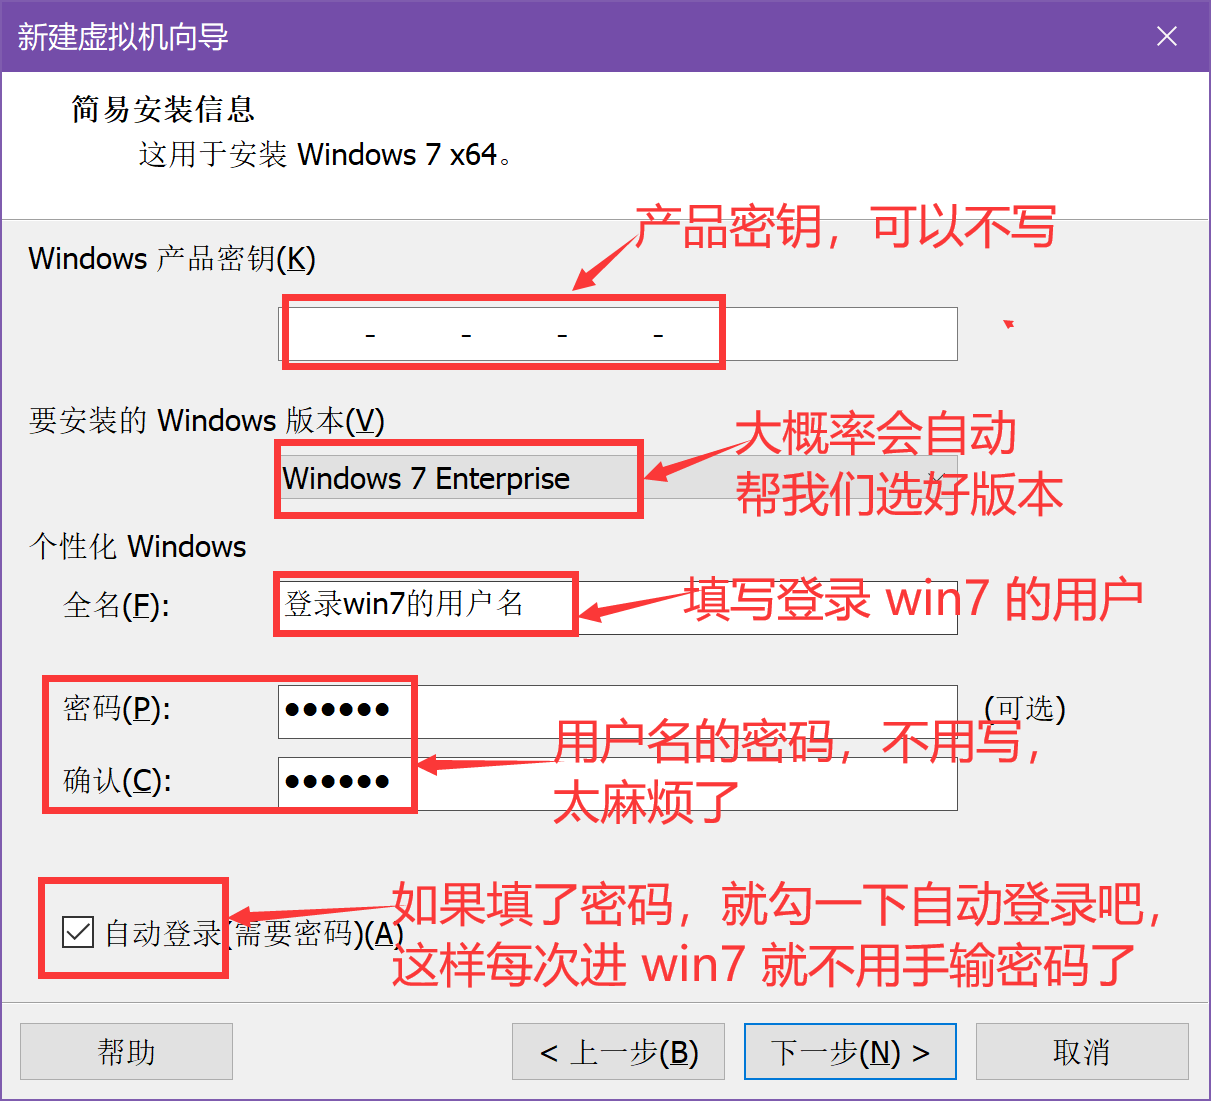 新建虚拟机向导
简易安装信息
这用于安装 Windows 7 x64。
产品密钥，可以不写
Windows 产品密钥(K)
- - - -
要安装的 Windows 版本(V)
大概率会自动
帮我们选好版本
Windows 7 Enterprise
个性化 Windows
全名(F):
登录win7的用户名
填写登录 win7 的用户
密码(P):
●●●●●●
(可选)
用户名的密码，不用写，
太麻烦了
确认(C):
●●●●●●
如果填了密码，就勾一下自动登录吧，
这样每次进 win7 就不用手输密码了
自动登录(需要密码)(A)
帮助
< 上一步(B)
下一步(N) >
取消